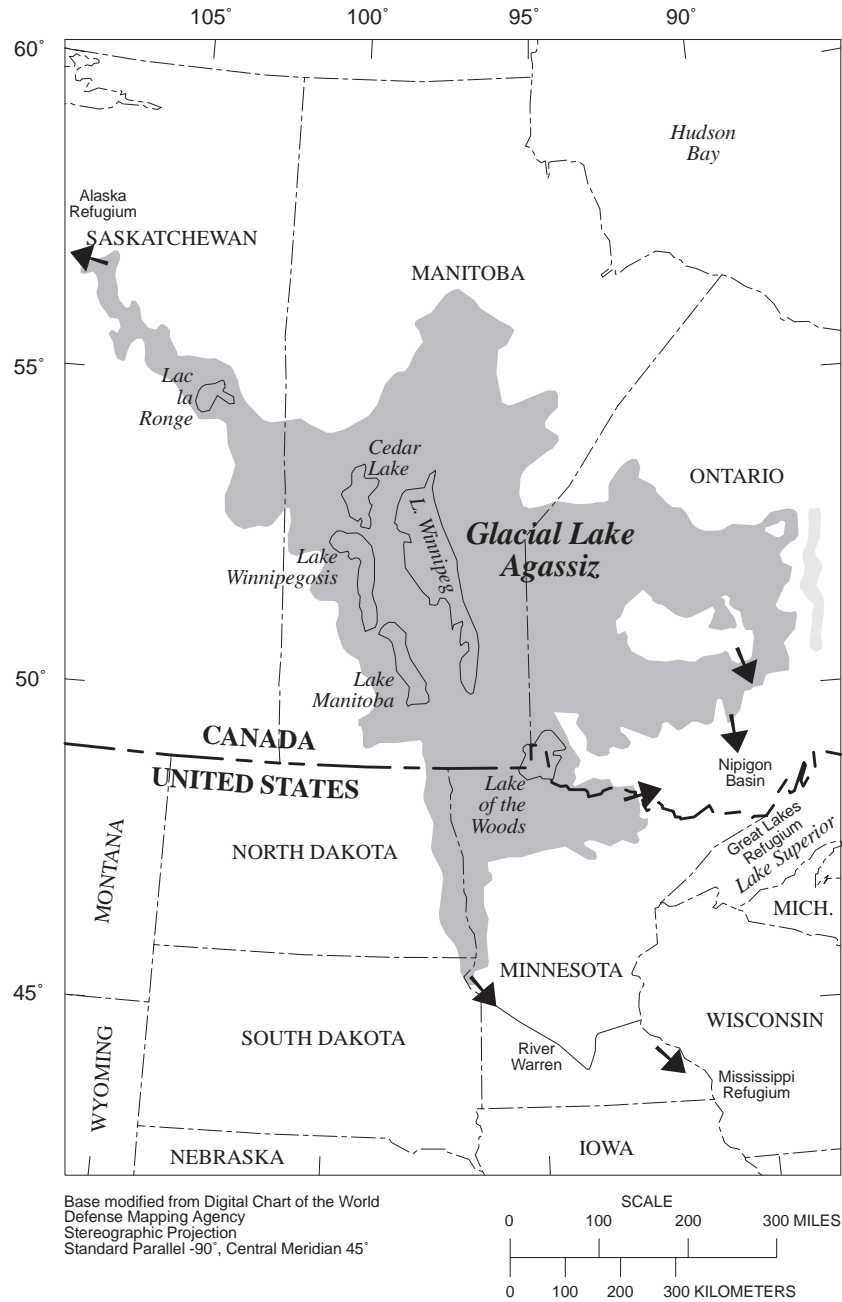 105˚ 100˚ 95˚ 90˚
60˚
Hudson
Bay
Alaska
Refugium
SASKATCHEWAN
MANITOBA
55˚
Lac
la
Ronge
Cedar
Lake
ONTARIO
L. Winnipeg
Glacial Lake
Agassiz
Lake
Winnipegosis
50˚
Lake
Manitoba
CANADA
UNITED STATES
Nipigon
Basin
Lake
of the
Woods
Great Lakes
Refugium
Lake Superior
MONTANA
NORTH DAKOTA
MICH.
MINNESOTA
45˚
WISCONSIN
SOUTH DAKOTA
WYOMING
River
Warren
Mississippi
Refugium
NEBRASKA
IOWA
Base modified from Digital Chart of the World
Defense Mapping Agency
Stereographic Projection
Standard Parallel -90˚, Central Meridian 45˚
SCALE
0 100 200 300 MILES
0 100 200 300 KILOMETERS